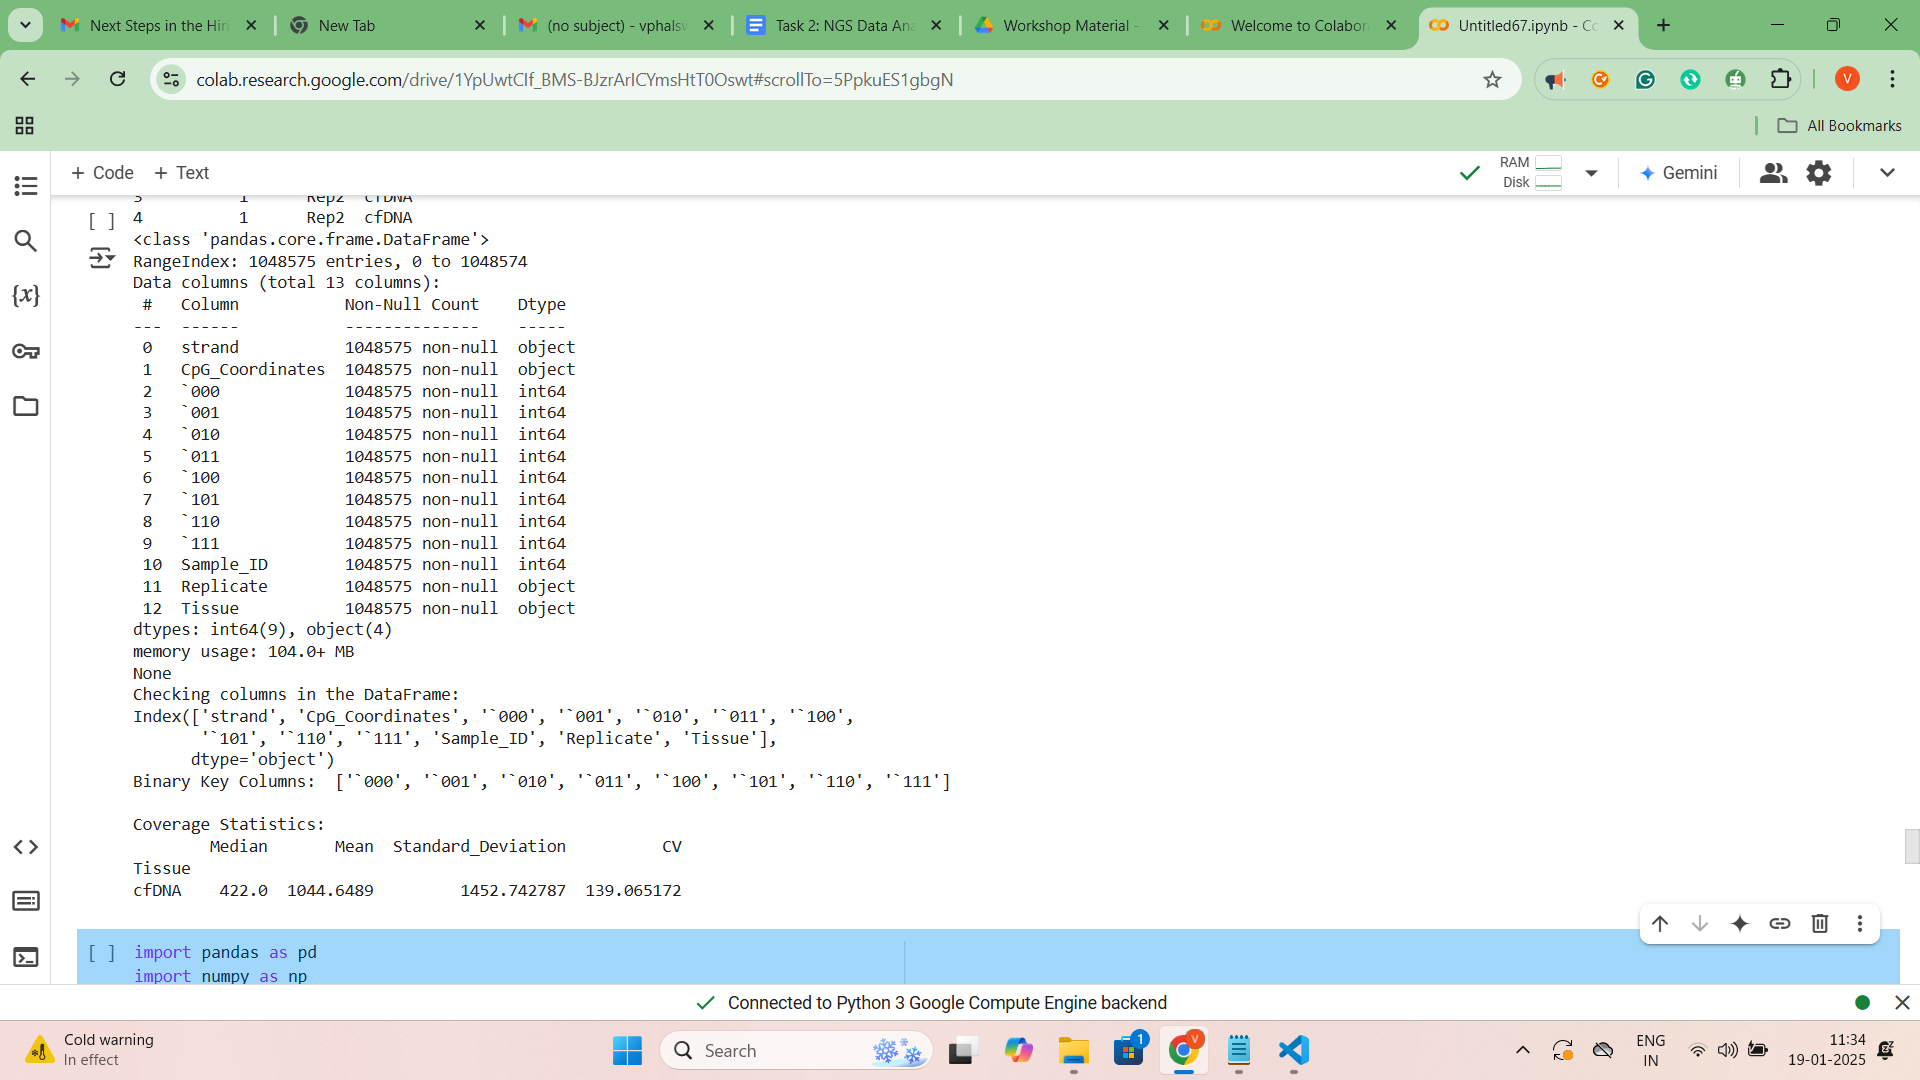 Next Steps in the Hiri
New Tab
(no subject) - vphalsw
Task 2: NGS Data Ana
Workshop Material -
Welcome to Colabora
Untitled67.ipynb - Co
colab.research.google.com/drive/1YpUwtCIf_BMS-BJzrArICYmsHtT0Oswt#scrollTo=5PpkuES1gbgN
V
All Bookmarks
+ Code + Text
RAM
Disk
Gemini
3 1 Rep2 cfDNA
[ ] 4 1 Rep2 cfDNA
<class 'pandas.core.frame.DataFrame'>
RangeIndex: 1048575 entries, 0 to 1048574
Data columns (total 13 columns):
# Column Non-Null Count Dtype
--- ------ -------------- -----
0 strand 1048575 non-null object
1 CpG_Coordinates 1048575 non-null object
2 `000 1048575 non-null int64
3 `001 1048575 non-null int64
4 `010 1048575 non-null int64
5 `011 1048575 non-null int64
6 `100 1048575 non-null int64
7 `101 1048575 non-null int64
8 `110 1048575 non-null int64
9 `111 1048575 non-null int64
10 Sample_ID 1048575 non-null int64
11 Replicate 1048575 non-null object
12 Tissue 1048575 non-null object
dtypes: int64(9), object(4)
memory usage: 104.0+ MB
None
Checking columns in the DataFrame:
Index(['strand', 'CpG_Coordinates', '`000', '`001', '`010', '`011', '`100',
'`101', '`110', '`111', 'Sample_ID', 'Replicate', 'Tissue'],
dtype='object')
Binary Key Columns: ['`000', '`001', '`010', '`011', '`100', '`101', '`110', '`111']
Coverage Statistics:
Median Mean Standard_Deviation CV
Tissue
cfDNA 422.0 1044.6489 1452.742787 139.065172
[ ] import pandas as pd
import numpy as np
Connected to Python 3 Google Compute Engine backend
Cold warning
In effect
Search
1
V
ENG
IN
11:34
19-01-2025